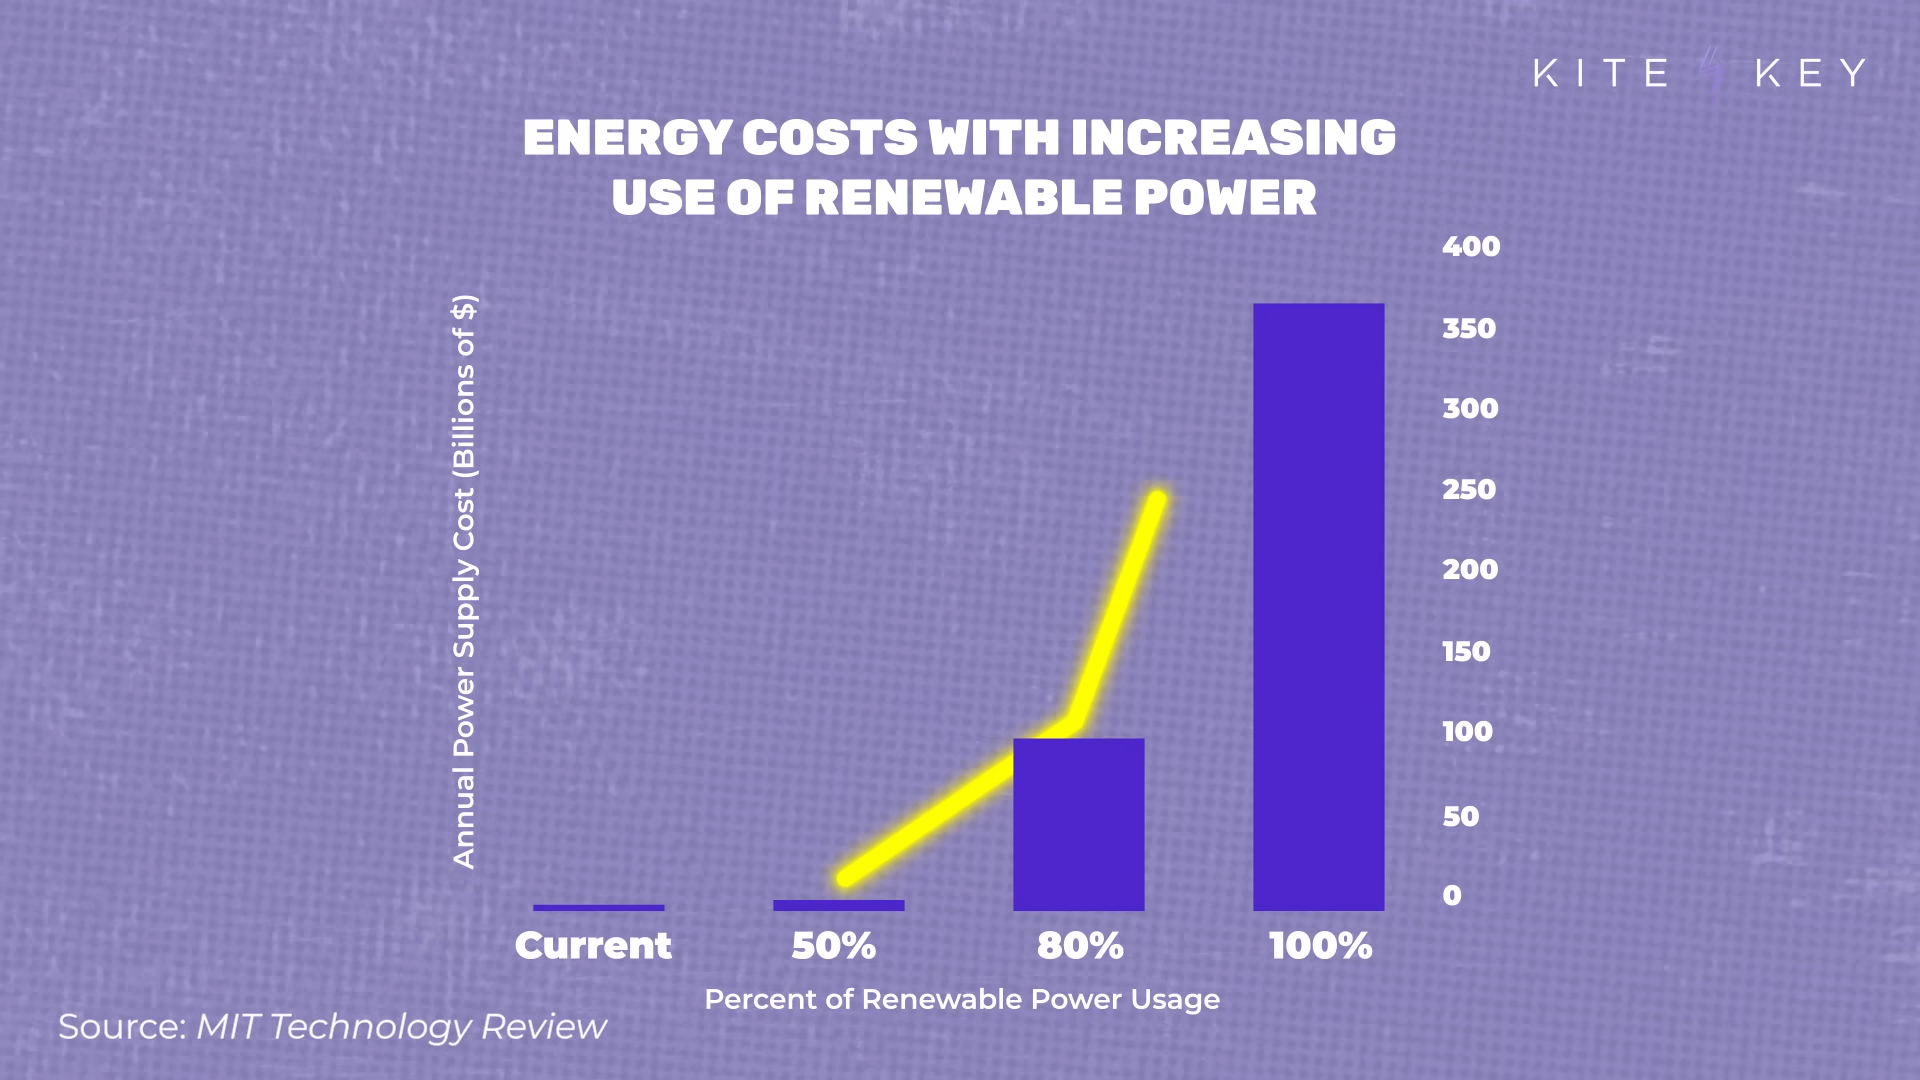 KITE & KEY
ENERGY COSTS WITH INCREASING
USE OF RENEWABLE POWER
Annual Power Supply Cost (Billions of $)
400
350
300
250
200
150
100
50
0
Current 50% 80% 100%
Percent of Renewable Power Usage
Source: MIT Technology Review